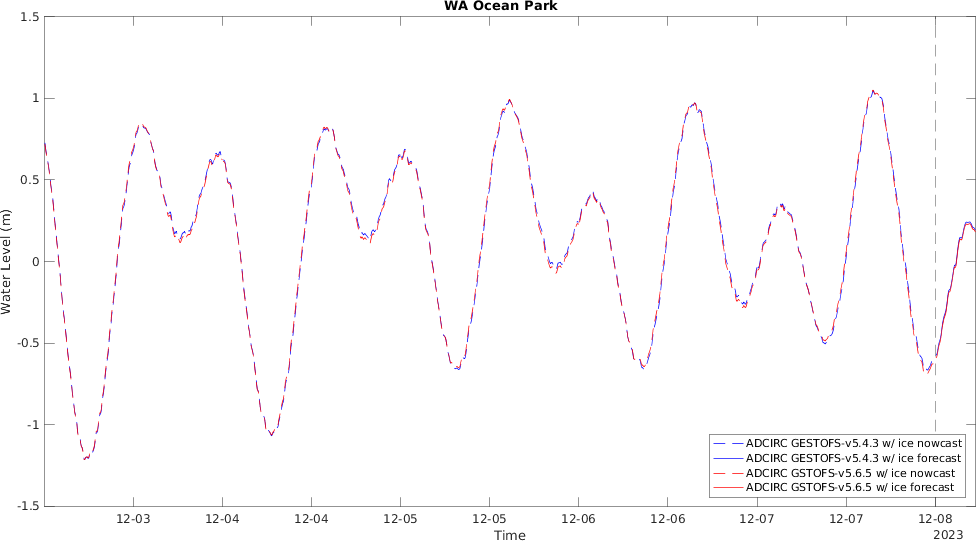 WA Ocean Park
1.5
1
0.5
0
-0.5
-1
-1.5
Water Level (m)
12-03
12-04
12-04
12-05
12-05
12-06
12-06
12-07
12-07
12-08
2023
Time
ADCIRC GESTOFS-v5.4.3 w/ ice nowcast
ADCIRC GESTOFS-v5.4.3 w/ ice forecast
ADCIRC GSTOFS-v5.6.5 w/ ice nowcast
ADCIRC GSTOFS-v5.6.5 w/ ice forecast